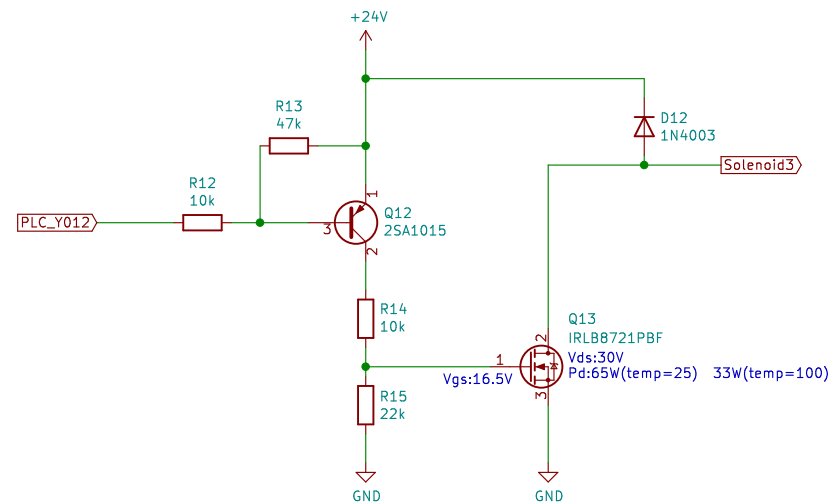 +24V
R13
47k
D12
1N4003
Solenoid3
R12
10k
PLC_Y012
1
Q12
2SA1015
3
2
R14
10k
Q13
IRLB8721PBF
2
Vds:30V
1
Pd:65W(temp=25) 33W(temp=100)
Vgs:16.5V
3
R15
22k
GND
GND